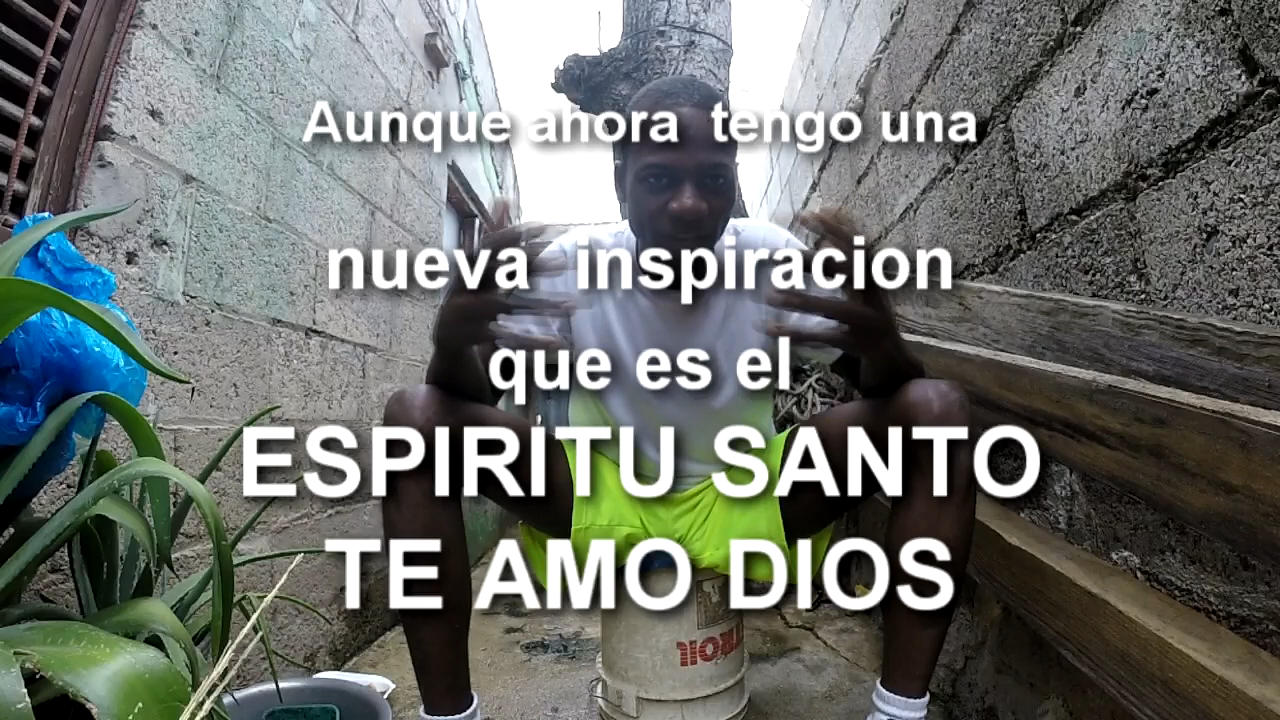 Aunque ahora tengo una
nueva inspiracion
que es el
ESPIRITU SANTO
TE AMO DIOS